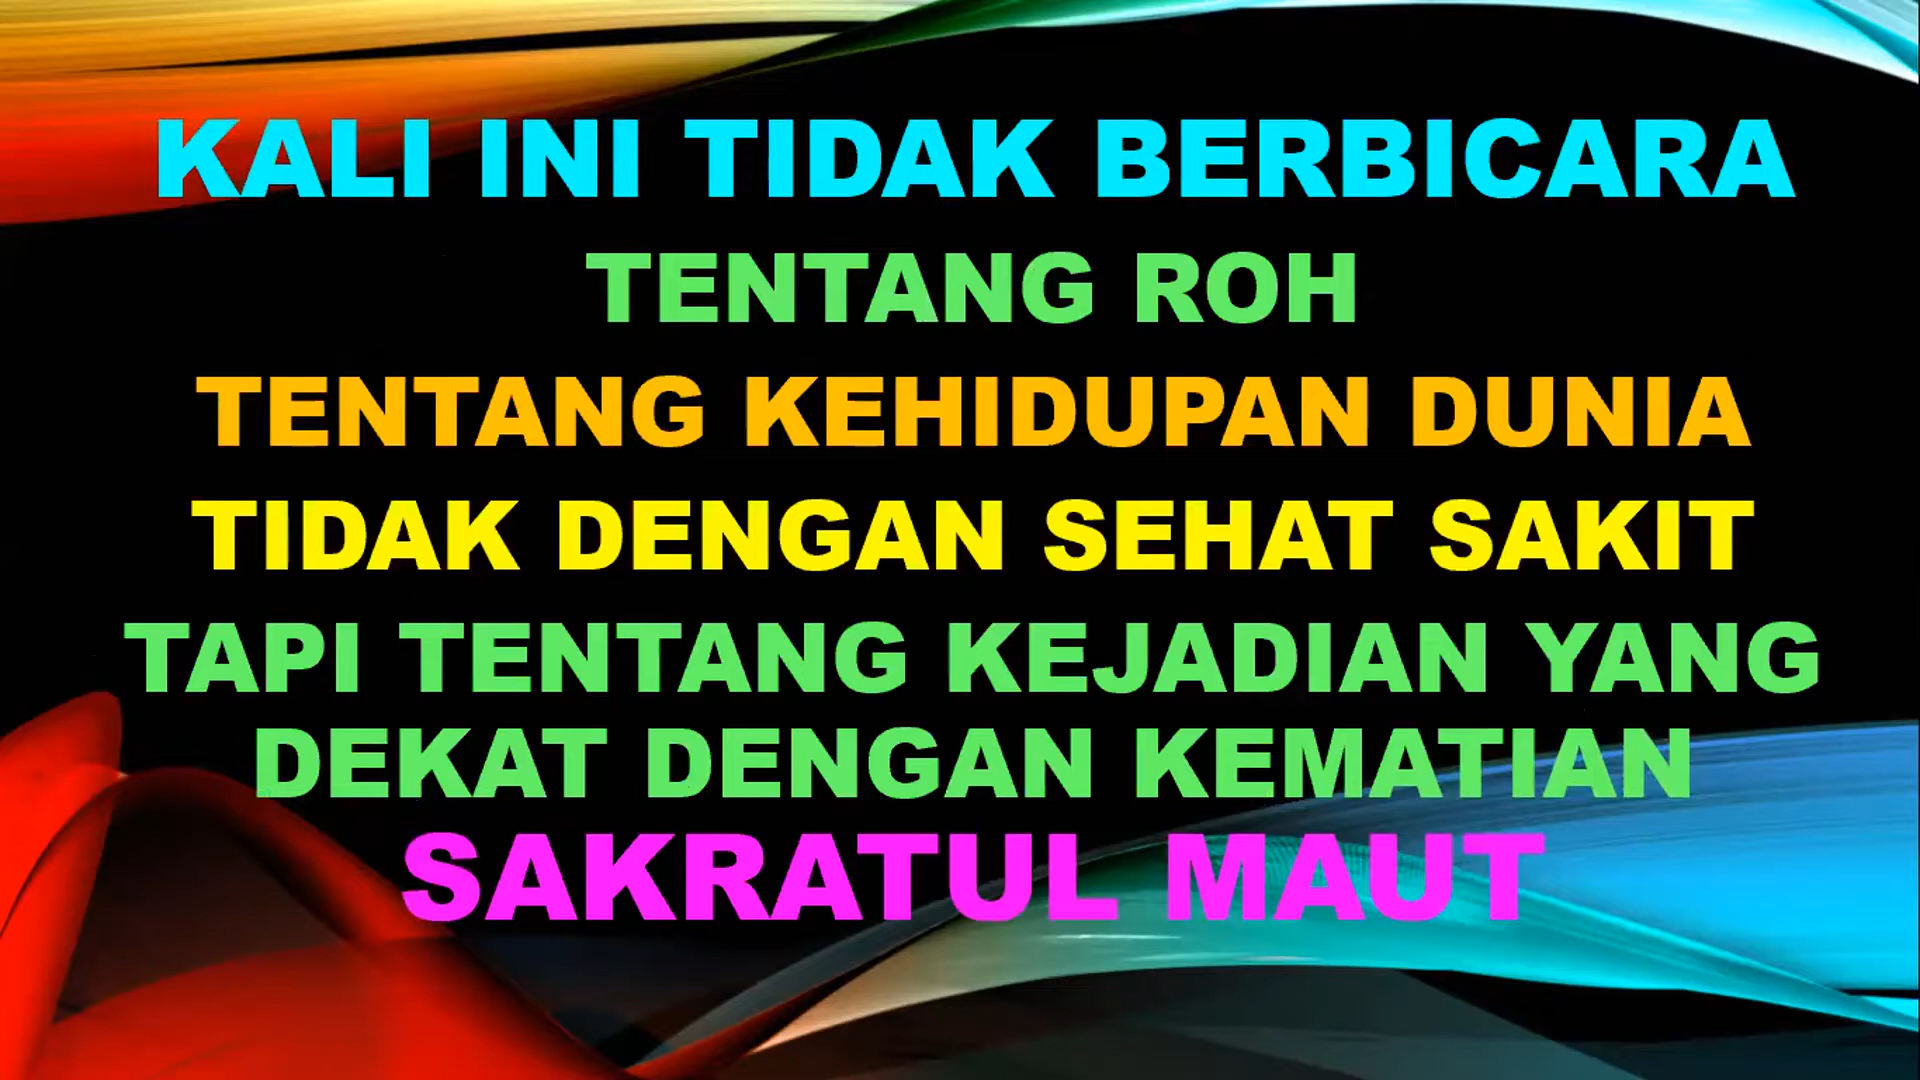 KALI INI TIDAK BERBICARA
TENTANG ROH
TENTANG KEHIDUPAN DUNIA
TIDAK DENGAN SEHAT SAKIT
TAPI TENTANG KEJADIAN YANG
DEKAT DENGAN KEMATIAN
SAKRATUL MAUT